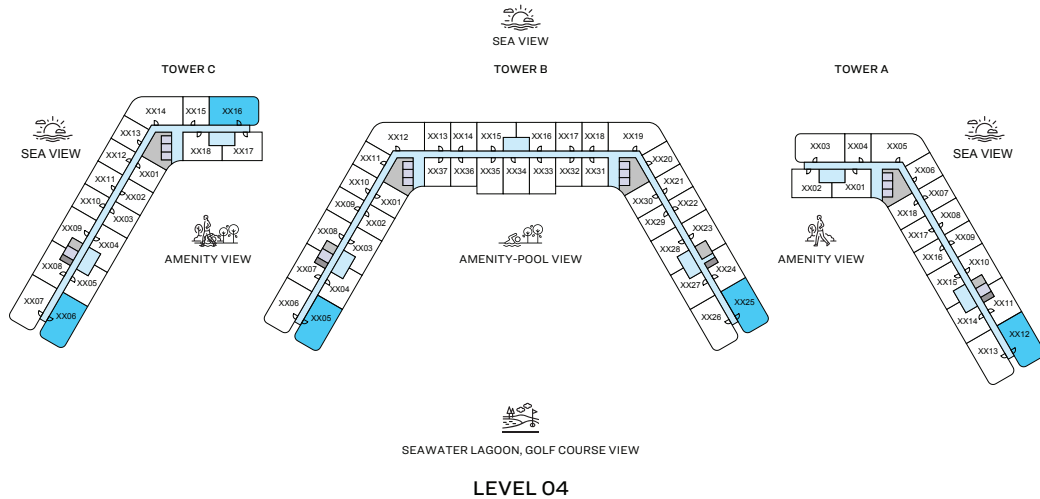 SEA VIEW
TOWER C
TOWER B
TOWER A
SEA VIEW
SEA VIEW
XX14
XX15
XX16
XX13
XX18
XX17
XX12
XX01
XX11
XX02
XX10
XX03
XX09
XX04
XX08
XX05
XX07
XX06
AMENITY VIEW
XX12
XX13
XX14
XX15
XX16
XX17
XX18
XX19
XX11
XX37
XX36
XX35
XX34
XX33
XX32
XX31
XX20
XX10
XX01
XX30
XX21
XX09
XX02
XX29
XX22
XX08
XX03
XX28
XX23
XX07
XX04
XX27
XX24
XX06
XX05
XX26
XX25
AMENITY-POOL VIEW
XX03
XX04
XX05
XX02
XX01
XX06
XX07
XX18
XX08
XX17
XX09
XX16
XX10
XX15
XX11
XX14
XX12
XX13
AMENITY VIEW
SEAWATER LAGOON, GOLF COURSE VIEW
LEVEL 04